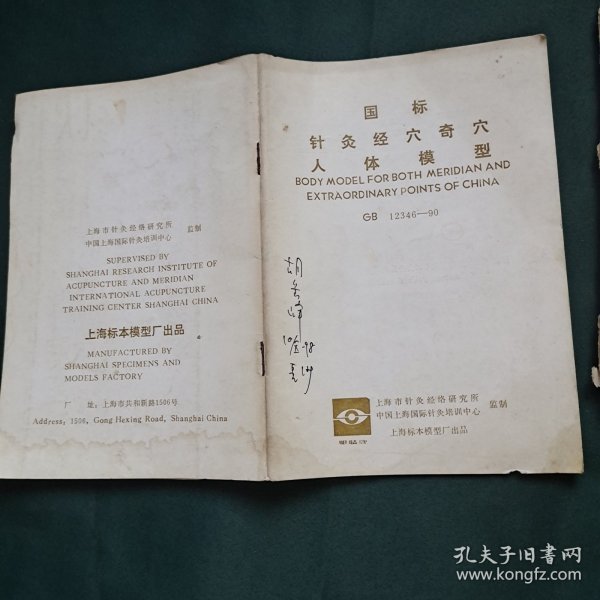 上海市针灸经络研究所
中国上海国际针灸培训中心
监制
SUPERVISED BY
SHANGHAI RESEARCH INSTITUTE OF
ACUPUNCTURE AND MERIDIAN
INTERNATIONAL ACUPUNCTURE
TRAINING CENTER SHANGHAI CHINA
上海标本模型厂出品
MANUFACTURED BY
SHANGHAI SPECIMENS AND
MODELS FACTORY
厂 址：上海市共和新路1506号
Address: 1506, Gong Hexing Road, Shanghai China
国标
针灸经穴奇穴
人体模型
BODY MODEL FOR BOTH MERIDIAN AND
EXTRAORDINARY POINTS OF CHINA
GB 12346—90
上海市针灸经络研究所
中国上海国际针灸培训中心
监制
上海标本模型厂出品
孔夫子旧书网
www.kongfz.com